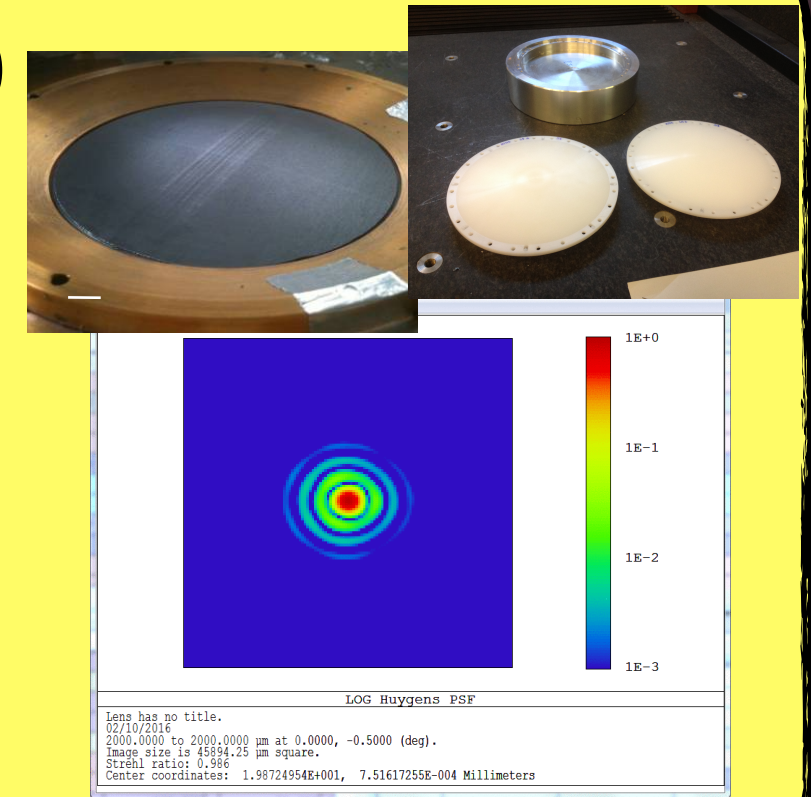 1E+0
1E-1
1E-2
1E-3
LOG Huygens PSF
Lens has no title.
02/10/2016
2000.0000 to 2000.0000 µm at 0.0000, -0.5000 (deg).
Image size is 45894.25 µm square.
Strehl ratio: 0.986
Center coordinates:  1.98724954E+001,  7.51617255E-004 Millimeters